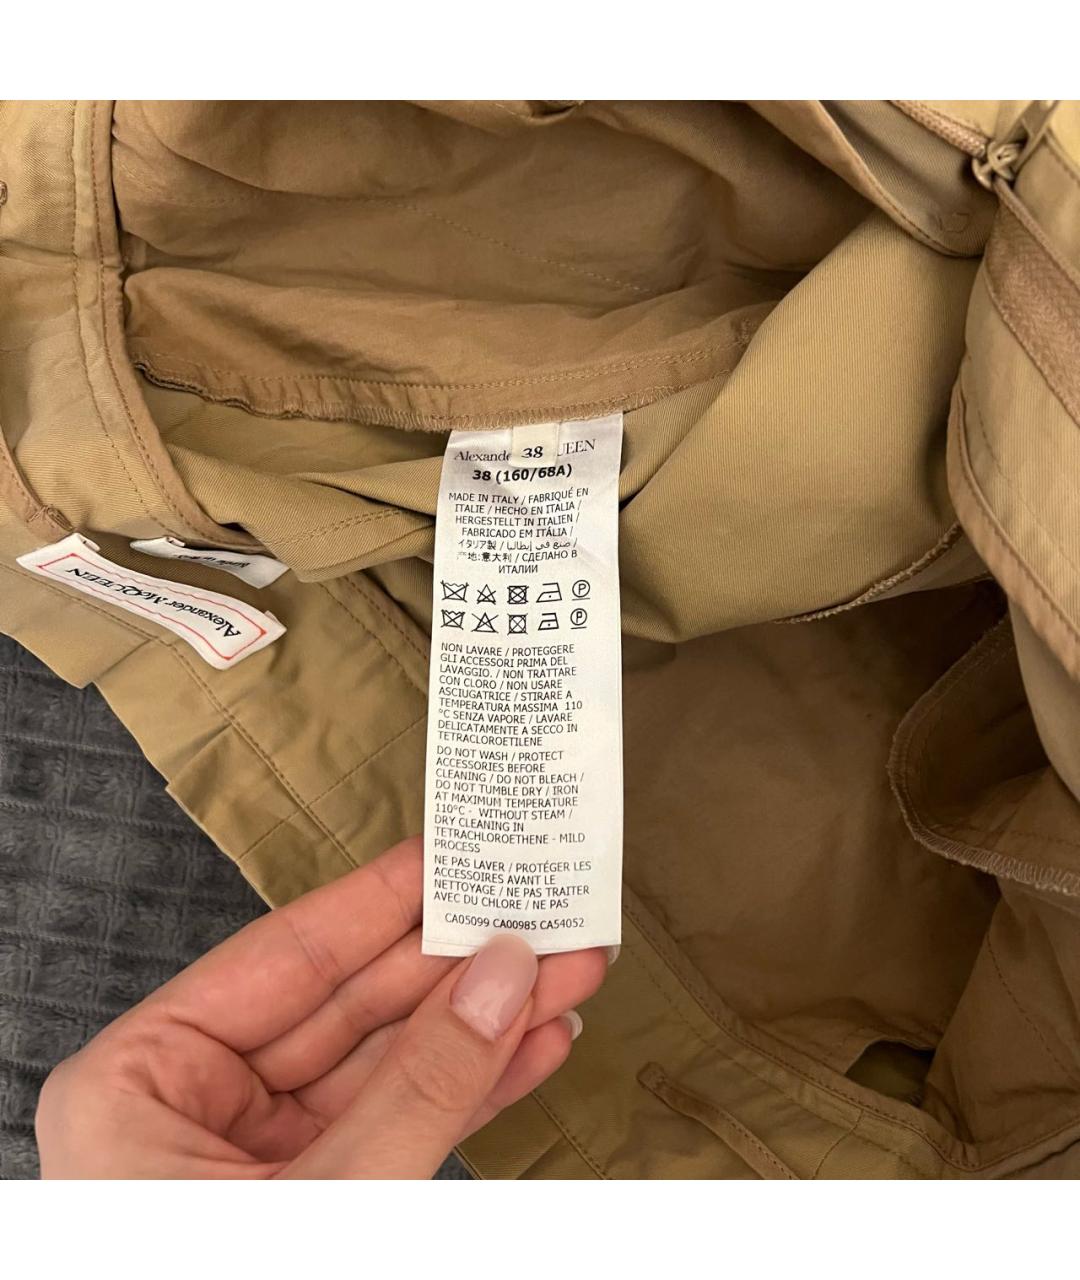 Alexande 38 UEEN
38 (160/68A)
MADE IN ITALY / FABRIQUÉ EN
ITALIE / HECHO EN ITALIA /
HERGESTELLT IN ITALIEN /
FABRICADO EM ITÁLIA /
イタリア製 / صنع في إيطاليا /
产地:意大利 / СДЕЛАНО В
ИТАЛИИ
P
P
NON LAVARE / PROTEGGERE
GLI ACCESSORI PRIMA DEL
LAVAGGIO. / NON TRATTARE
CON CLORO / NON USARE
ASCIUGATRICE / STIRARE A
TEMPERATURA MASSIMA 110
°C SENZA VAPORE / LAVARE
DELICATAMENTE A SECCO IN
TETRACLOROETILENE
DO NOT WASH / PROTECT
ACCESSORIES BEFORE
CLEANING / DO NOT BLEACH /
DO NOT TUMBLE DRY / IRON
AT MAXIMUM TEMPERATURE
110°C - WITHOUT STEAM /
DRY CLEANING IN
TETRACHLOROETHENE - MILD
PROCESS
NE PAS LAVER / PROTÉGER LES
ACCESSOIRES AVANT LE
NETTOYAGE / NE PAS TRAITER
AVEC DU CHLORE / NE PAS
CA05099 CA00985 CA54052
Alexander McQUEEN